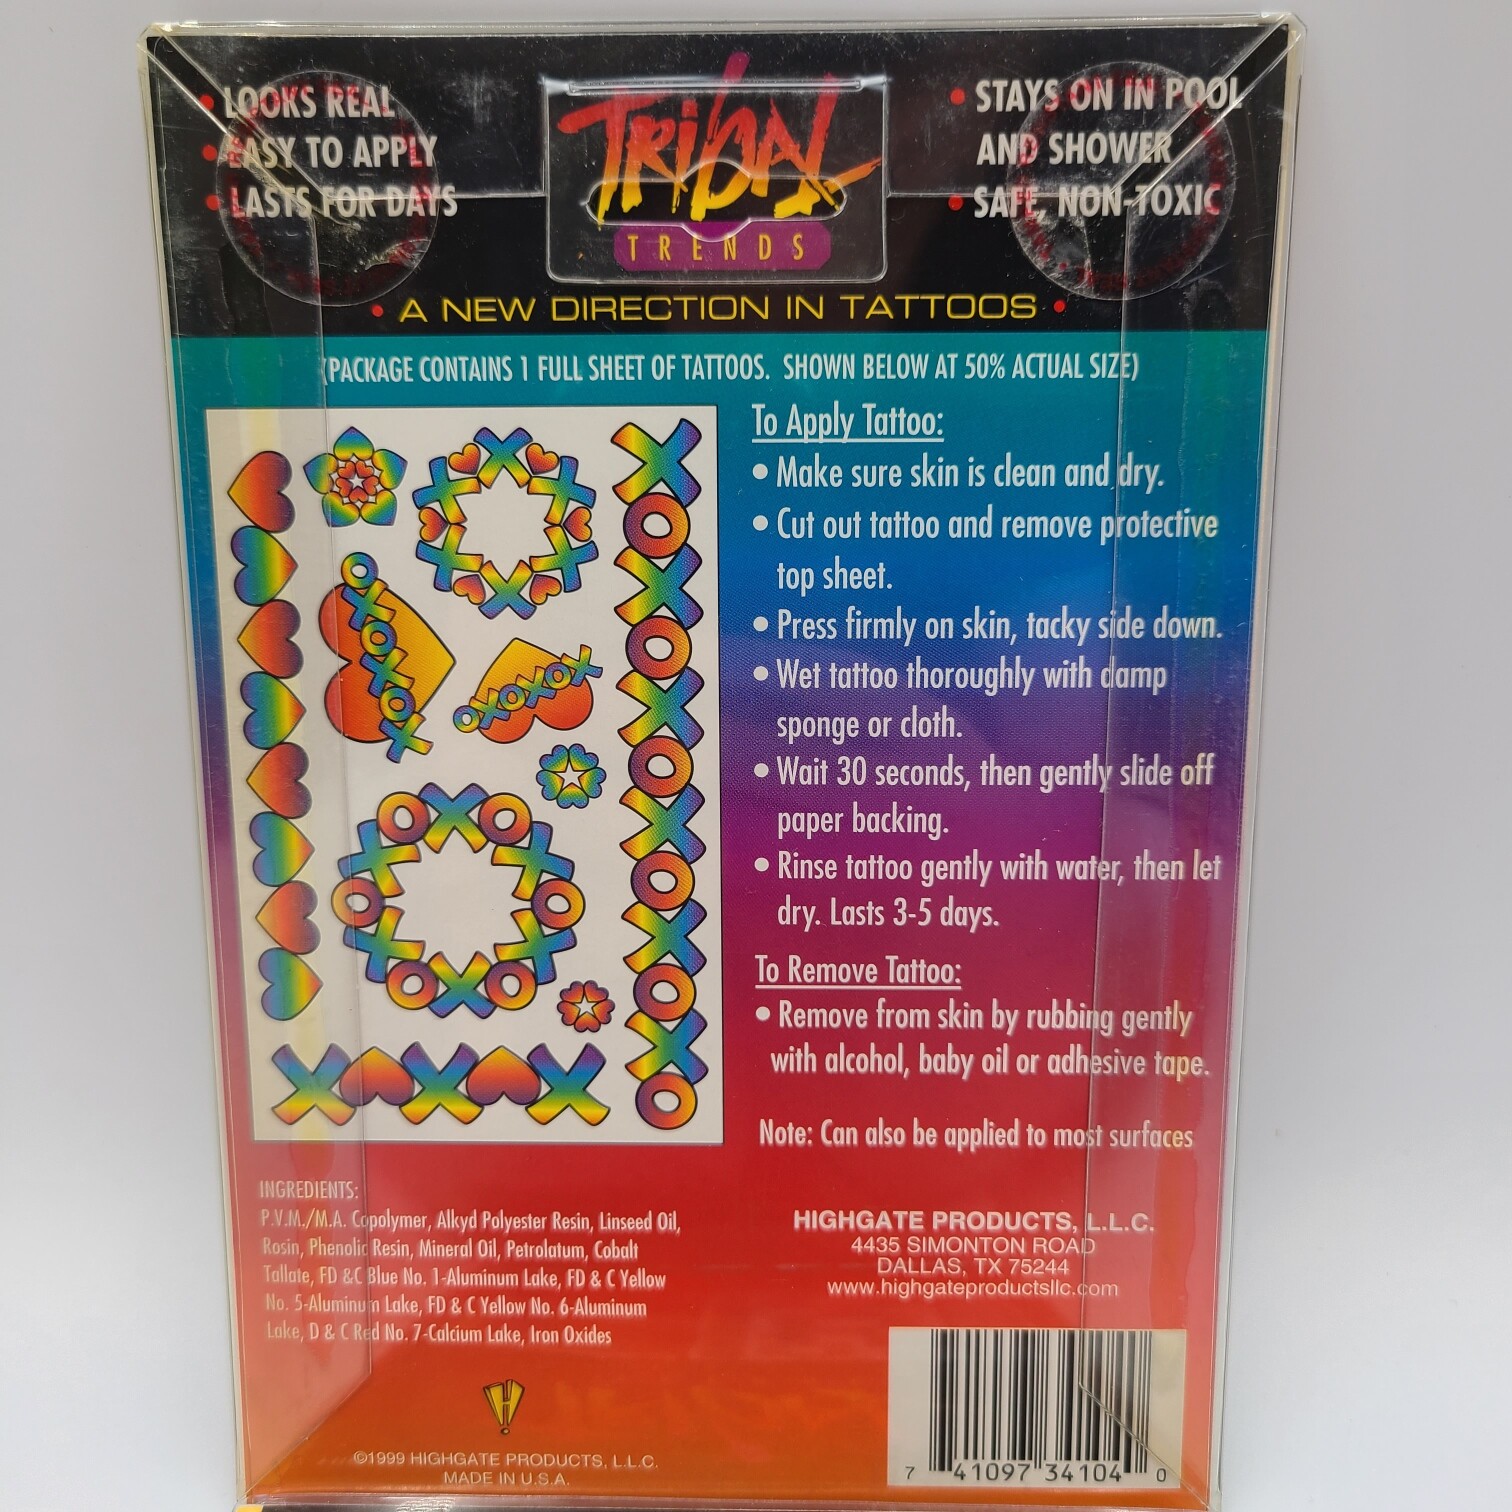 • LOOKS REAL
• EASY TO APPLY
• LASTS FOR DAYS
TRibAL
TRENDS
• STAYS ON IN POOL
AND SHOWER
• SAFE, NON-TOXIC
• A NEW DIRECTION IN TATTOOS •
(PACKAGE CONTAINS 1 FULL SHEET OF TATTOOS. SHOWN BELOW AT 50% ACTUAL SIZE)
To Apply Tattoo:
• Make sure skin is clean and dry.
• Cut out tattoo and remove protective
top sheet.
• Press firmly on skin, tacky side down.
• Wet tattoo thoroughly with damp
sponge or cloth.
• Wait 30 seconds, then gently slide off
paper backing.
• Rinse tattoo gently with water, then let
dry. Lasts 3-5 days.
To Remove Tattoo:
• Remove from skin by rubbing gently
with alcohol, baby oil or adhesive tape.
Note: Can also be applied to most surfaces
INGREDIENTS:
P.V.M./M.A. Copolymer, Alkyd Polyester Resin, Linseed Oil,
Rosin, Phenolic Resin, Mineral Oil, Petrolatum, Cobalt
Tallate, FD &C Blue No. 1-Aluminum Lake, FD & C Yellow
No. 5-Aluminum Lake, FD & C Yellow No. 6-Aluminum
Lake, D & C Red No. 7-Calcium Lake, Iron Oxides
HIGHGATE PRODUCTS, L.L.C.
4435 SIMONTON ROAD
DALLAS, TX 75244
www.highgateproductsllc.com
©1999 HIGHGATE PRODUCTS, L.L.C.
MADE IN U.S.A.
7 41097 34104 0